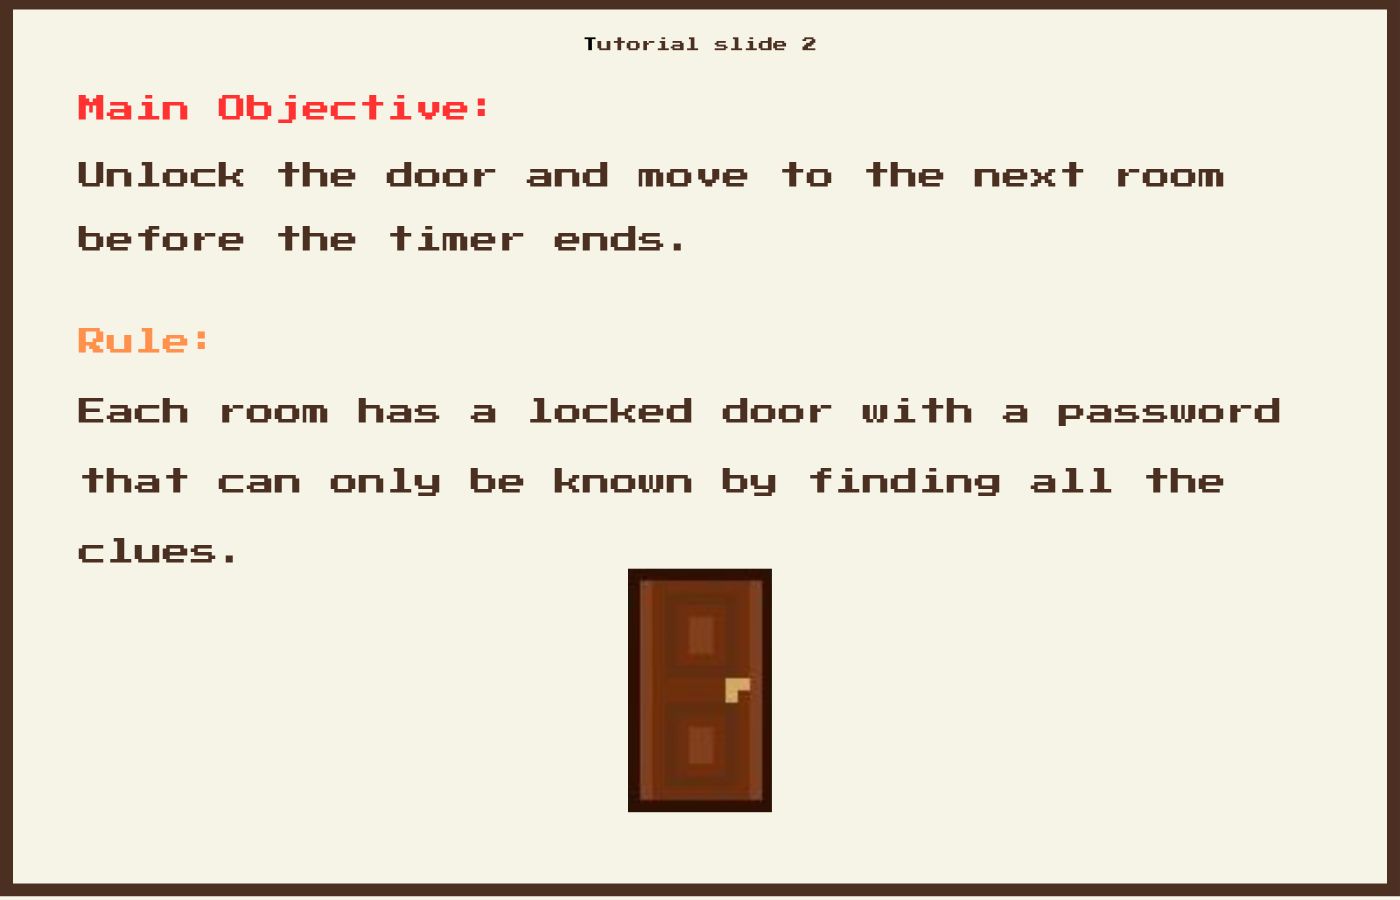 Tutorial slide 2
Main Objective:
Unlock the door and move to the next room
before the timer ends.
Rule:
Each room has a locked door with a password
that can only be known by finding all the
clues.